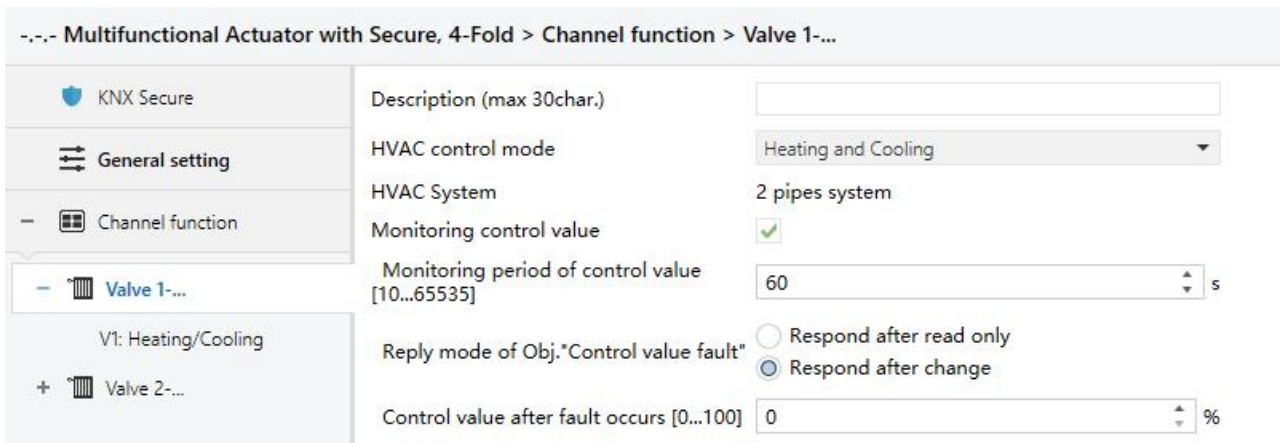 -.-.- Multifunctional Actuator with Secure, 4-Fold > Channel function > Valve 1-...
KNX Secure
General setting
Channel function
Valve 1-...
V1: Heating/Cooling
Valve 2-...
Description (max 30char.)
HVAC control mode Heating and Cooling
HVAC System 2 pipes system
Monitoring control value
Monitoring period of control value
[10...65535] 60 s
Reply mode of Obj."Control value fault" Respond after read only
Respond after change
Control value after fault occurs [0...100] 0 %